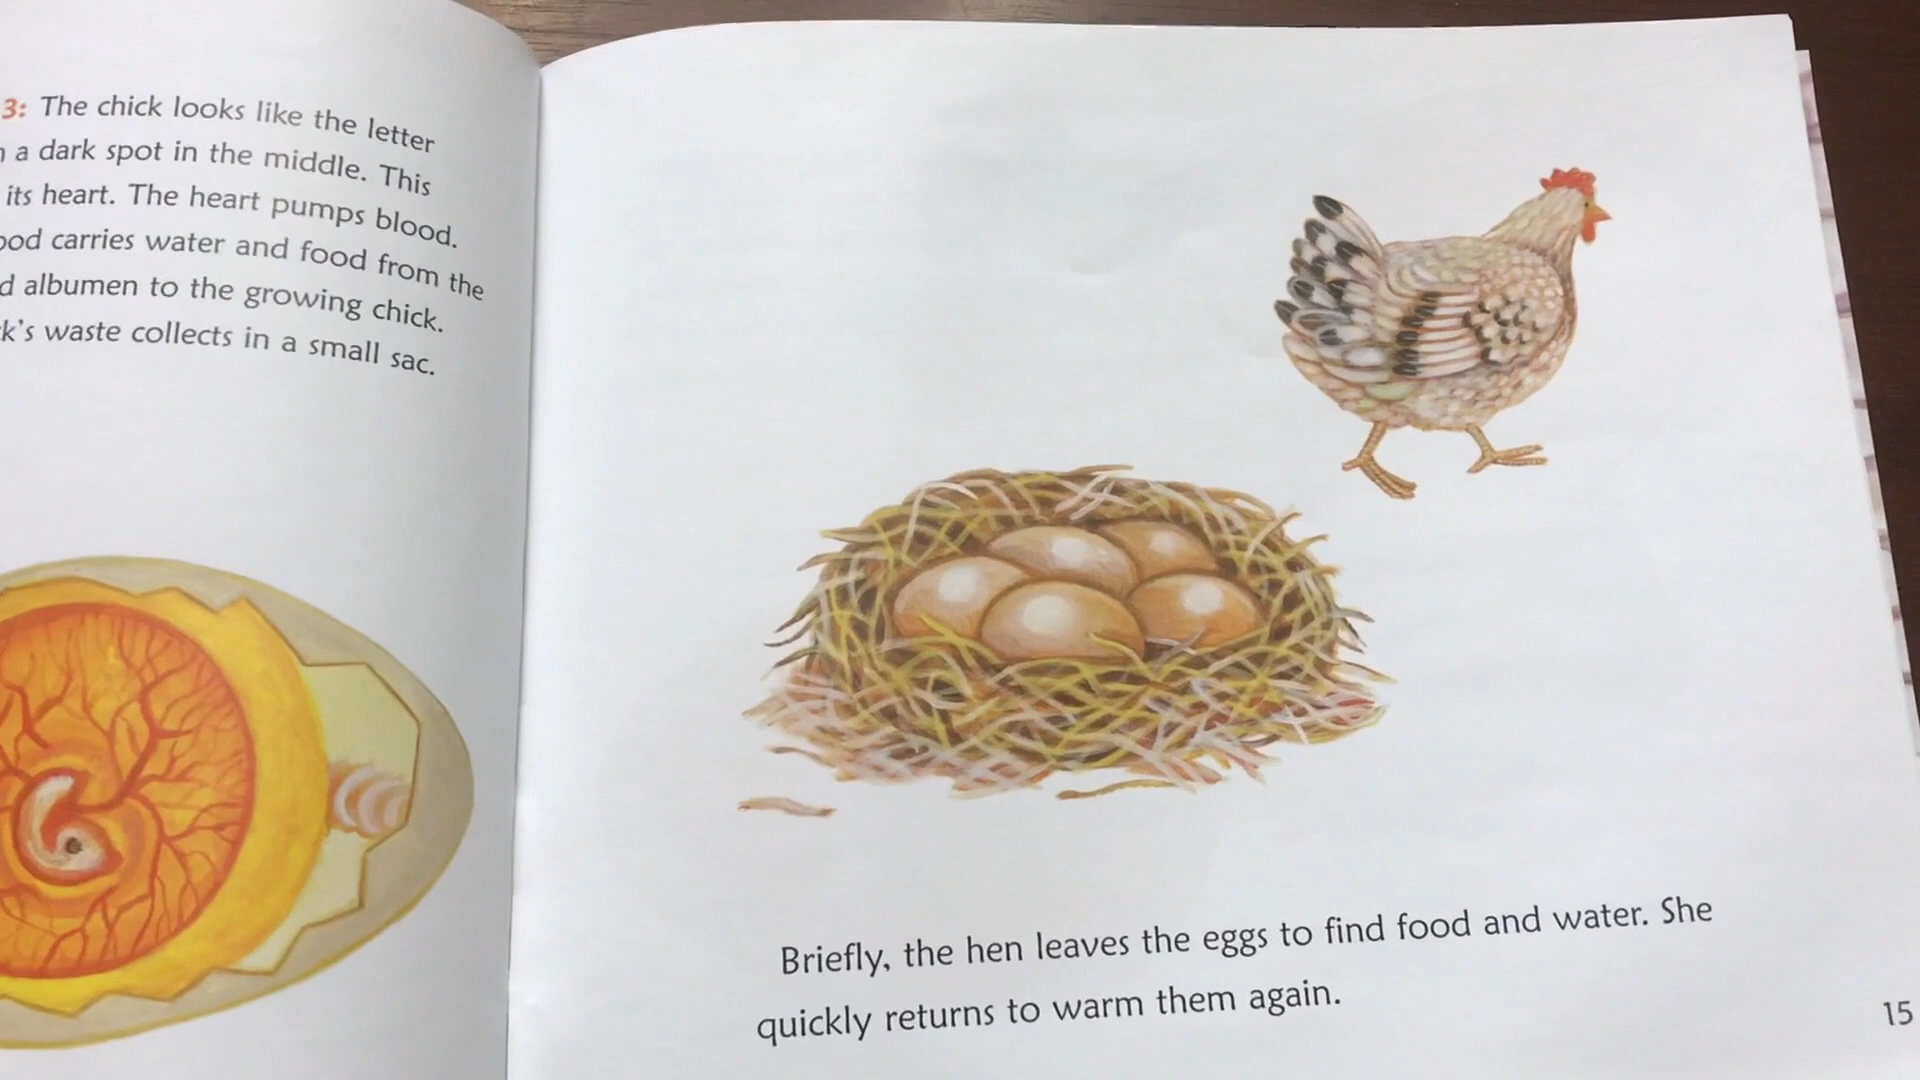 3: The chick looks like the letter
a dark spot in the middle. This
its heart. The heart pumps blood.
carries water and food from the
albumen to the growing chick.
waste collects in a small sac.
Briefly, the hen leaves the eggs to find food and water. She
quickly returns to warm them again.
15